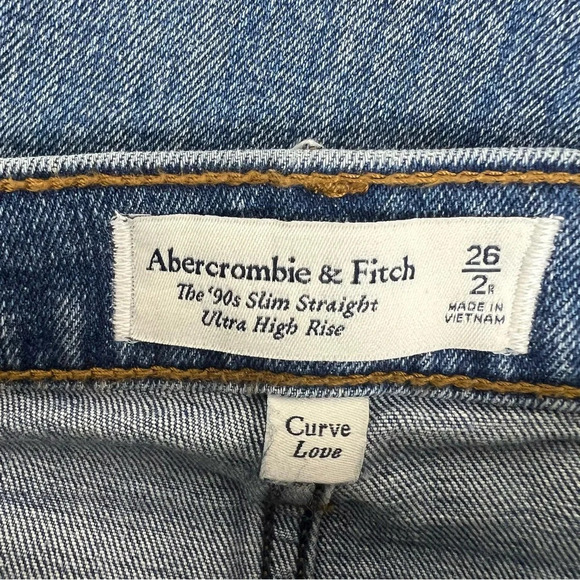 Abercrombie & Fitch
The '90s Slim Straight
Ultra High Rise
26
2R
MADE IN
VIETNAM
Curve
Love